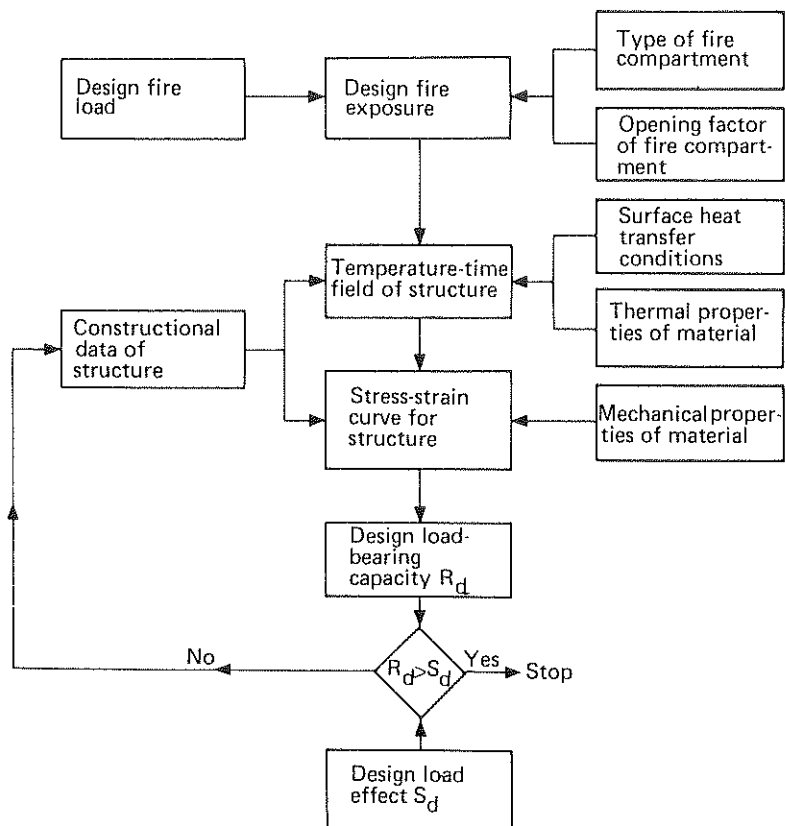 Design fire
load
Design fire
exposure
Type of fire
compartment
Opening factor
of fire compart-
ment
Surface heat
transfer
conditions
Temperature-time
field of structure
Thermal proper-
ties of material
Constructional
data of
structure
Stress-strain
curve for
structure
Mechanical proper-
ties of material
Design load-
bearing
capacity R_d
No
R_d>S_d
Yes
Stop
Design load
effect S_d